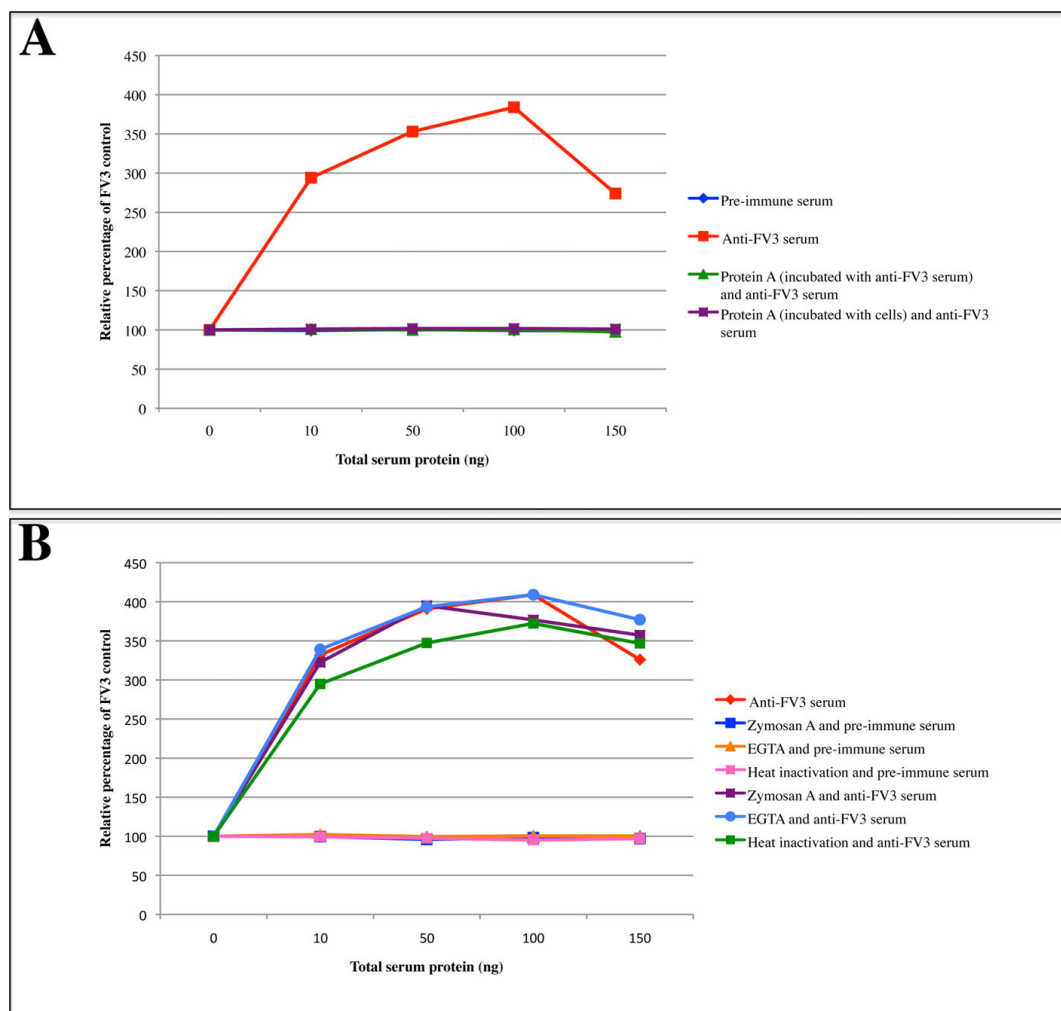 A
450
400
350
300
250
200
150
100
50
0
Relative percentage of FV3 control
0 10 50 100 150
Total serum protein (ng)
Pre-immune serum
Anti-FV3 serum
Protein A (incubated with anti-FV3 serum)
and anti-FV3 serum
Protein A (incubated with cells) and anti-FV3
serum
B
450
400
350
300
250
200
150
100
50
0
Relative percentage of FV3 control
0 10 50 100 150
Total serum protein (ng)
Anti-FV3 serum
Zymosan A and pre-immune serum
EGTA and pre-immune serum
Heat inactivation and pre-immune serum
Zymosan A and anti-FV3 serum
EGTA and anti-FV3 serum
Heat inactivation and anti-FV3 serum